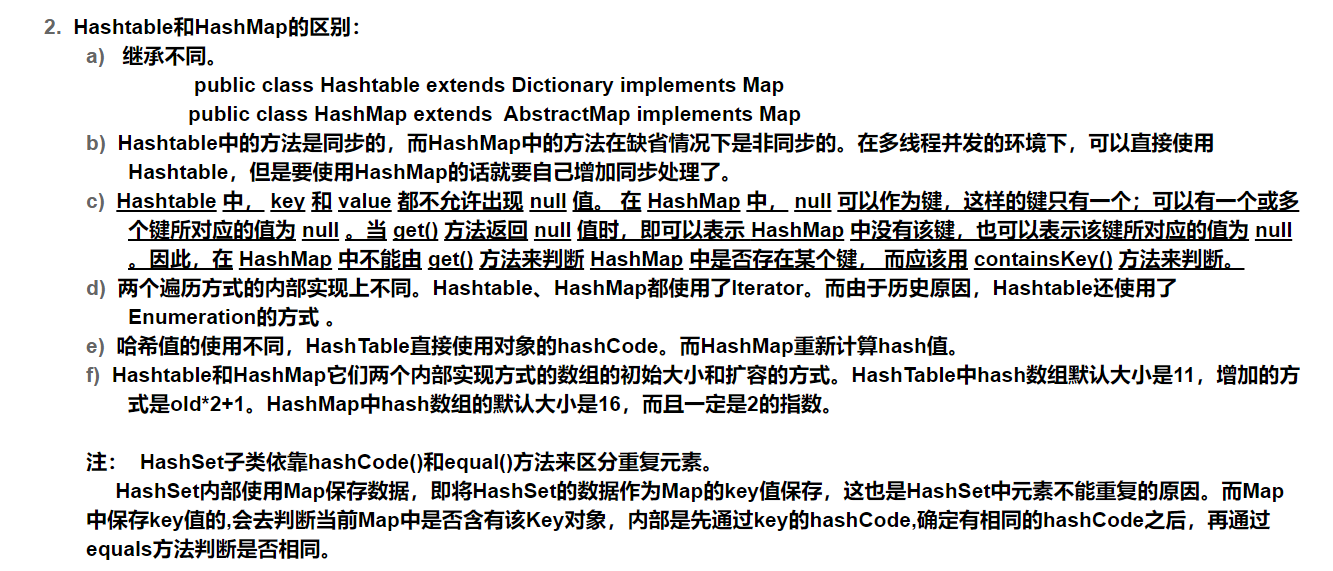 2. Hashtable和HashMap的区别：
a) 继承不同。
public class Hashtable extends Dictionary implements Map
public class HashMap extends AbstractMap implements Map
b) Hashtable中的方法是同步的，而HashMap中的方法在缺省情况下是非同步的。在多线程并发的环境下，可以直接使用
Hashtable，但是要使用HashMap的话就要自己增加同步处理了。
c) Hashtable 中， key 和 value 都不允许出现 null 值。 在 HashMap 中， null 可以作为键，这样的键只有一个；可以有一个或多
个键所对应的值为 null 。当 get() 方法返回 null 值时，即可以表示 HashMap 中没有该键，也可以表示该键所对应的值为 null
。因此，在 HashMap 中不能由 get() 方法来判断 HashMap 中是否存在某个键， 而应该用 containsKey() 方法来判断。
d) 两个遍历方式的内部实现上不同。Hashtable、HashMap都使用了Iterator。而由于历史原因，Hashtable还使用了
Enumeration的方式 。
e) 哈希值的使用不同，HashTable直接使用对象的hashCode。而HashMap重新计算hash值。
f) Hashtable和HashMap它们两个内部实现方式的数组的初始大小和扩容的方式。HashTable中hash数组默认大小是11，增加的方
式是old*2+1。HashMap中hash数组的默认大小是16，而且一定是2的指数。
注： HashSet子类依靠hashCode()和equal()方法来区分重复元素。
HashSet内部使用Map保存数据，即将HashSet的数据作为Map的key值保存，这也是HashSet中元素不能重复的原因。而Map
中保存key值的,会去判断当前Map中是否含有该Key对象，内部是先通过key的hashCode,确定有相同的hashCode之后，再通过
equals方法判断是否相同。